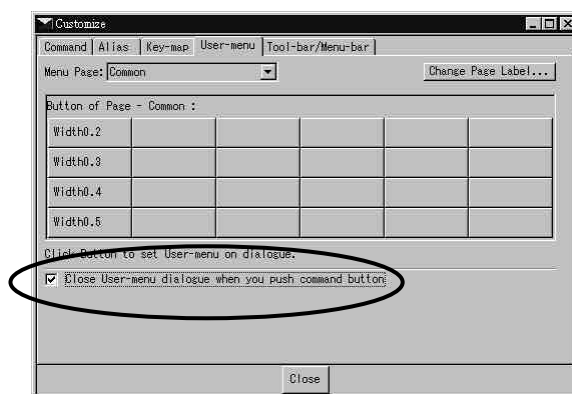 Customize
Command Alias Key-map User-menu Tool-bar/Menu-bar
Menu Page: Common Change Page Label...
Button of Page - Common :
Width0.2
Width0.3
Width0.4
Width0.5
Click Button to set User-menu on dialogue.
Close User-menu dialogue when you push command button
Close